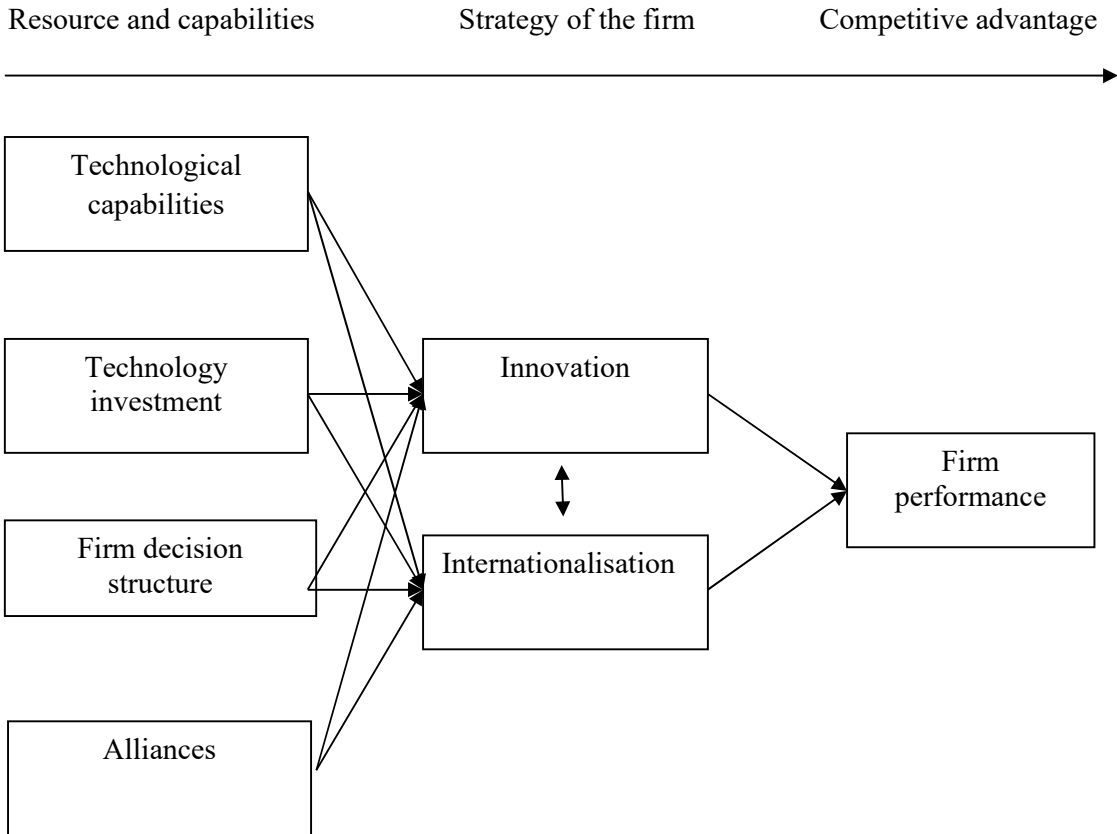 Resource and capabilities
Strategy of the firm
Competitive advantage
Technological
capabilities
Technology
investment
Innovation
Firm
performance
Firm decision
structure
Internationalisation
Alliances